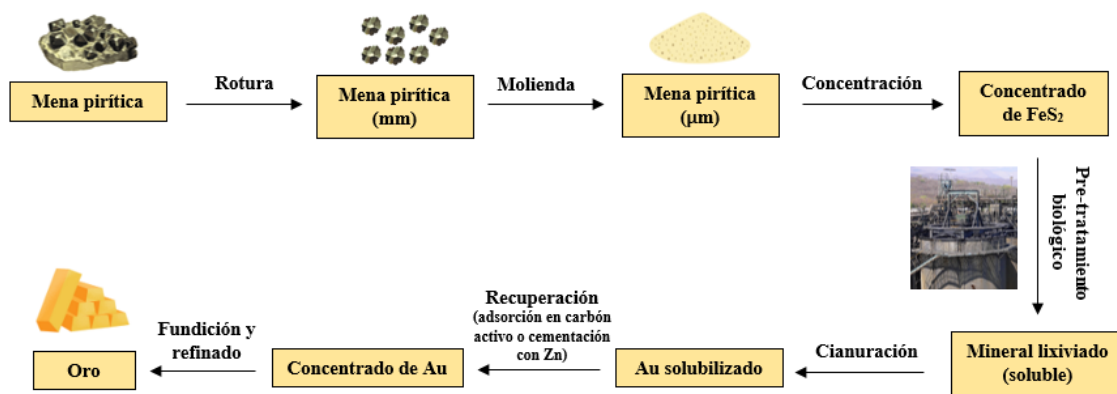 Mena pirítica
Rotura
Mena pirítica
(mm)
Molienda
Mena pirítica
(µm)
Concentración
Concentrado
de FeS₂
Pre-tratamiento
biológico
Mineral lixiviado
(soluble)
Cianuración
Au solubilizado
Recuperación
(adsorción en carbón
activo o cementación
con Zn)
Concentrado de Au
Fundición y
refinado
Oro